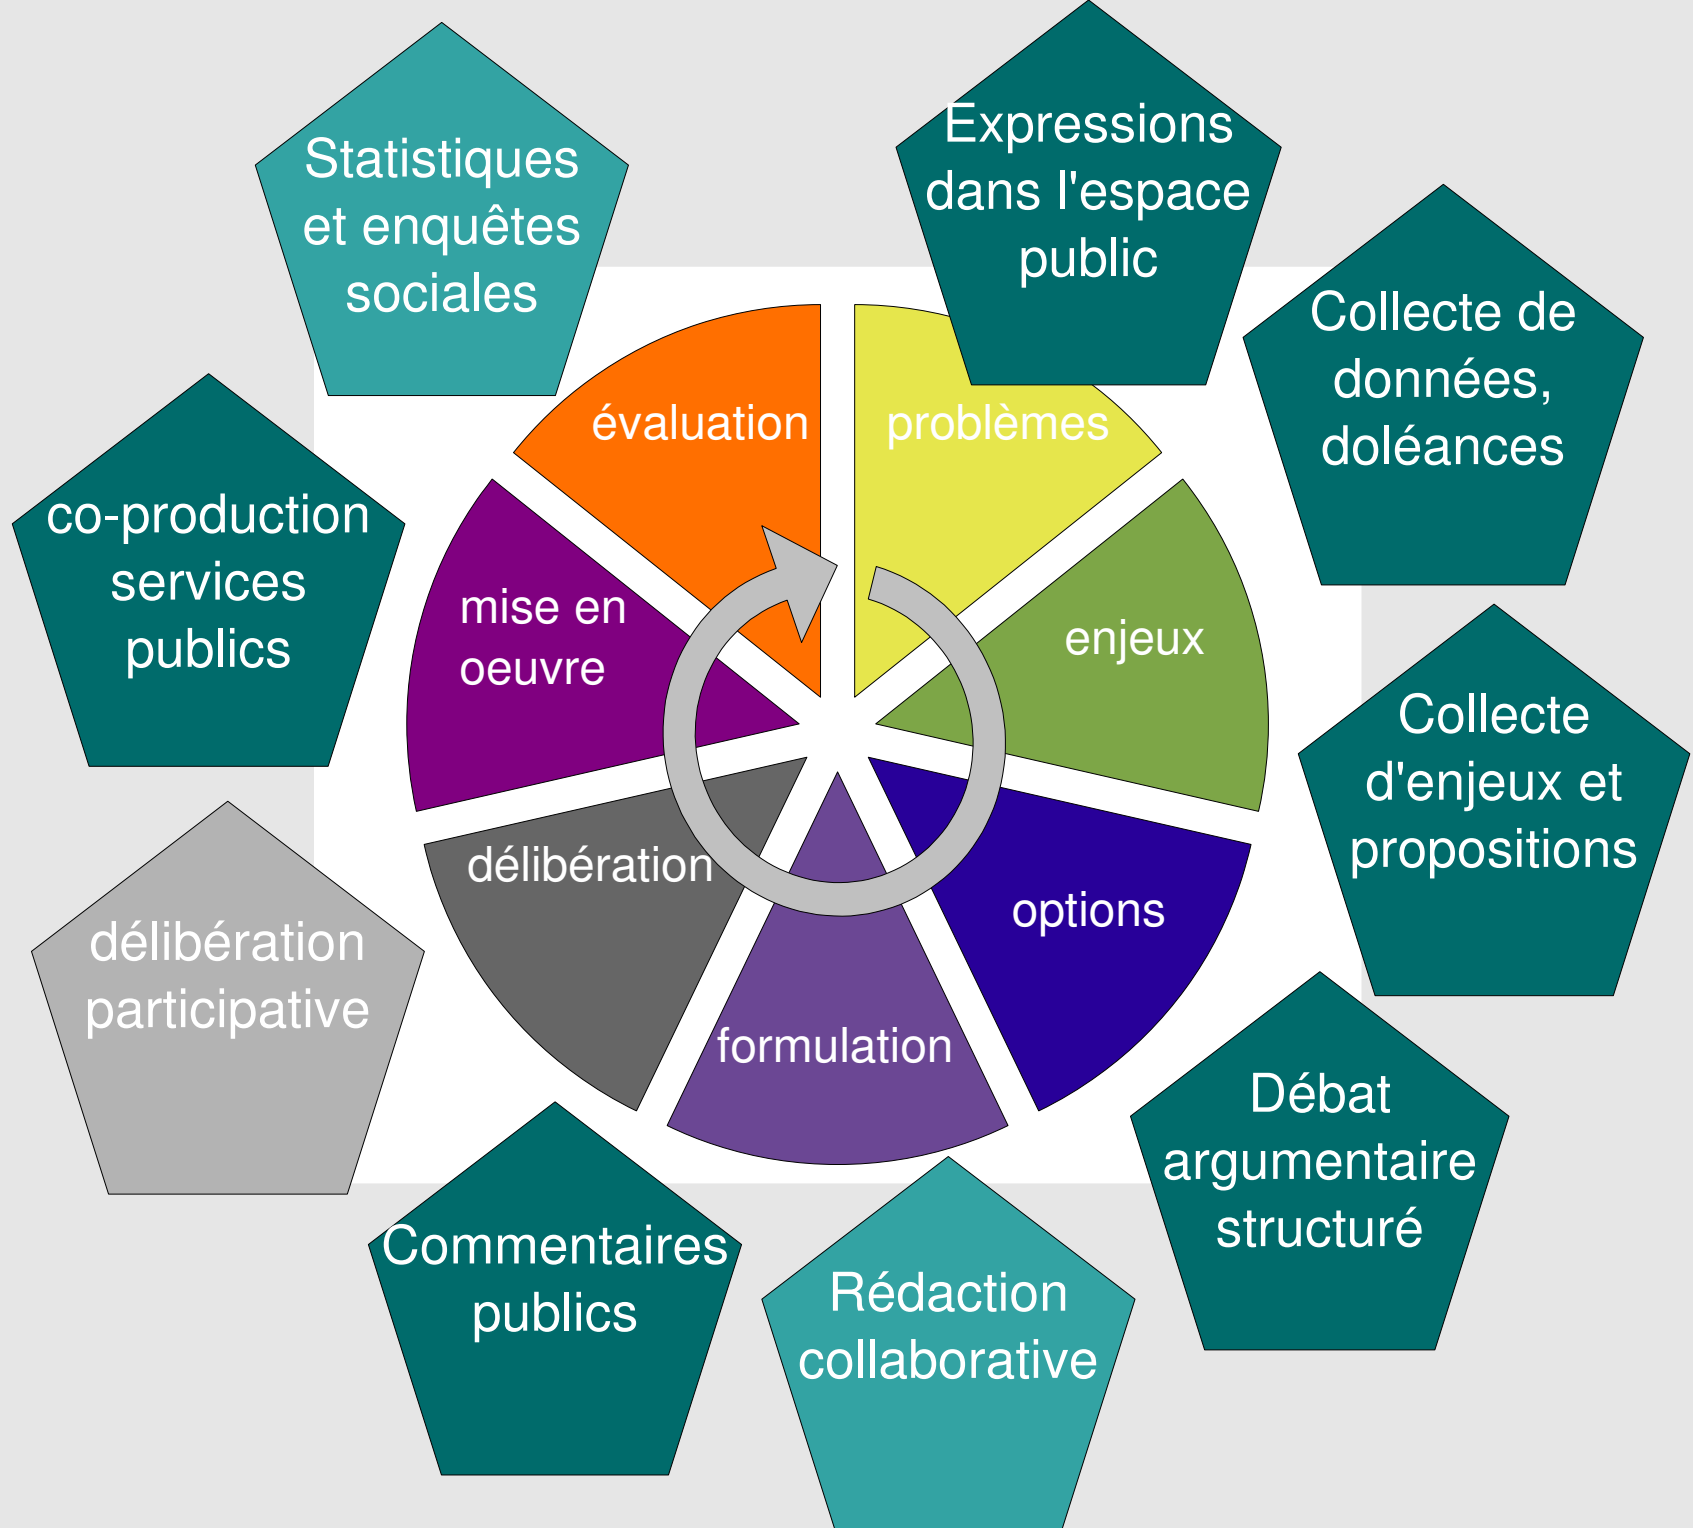 Statistiques
et enquêtes
sociales
Expressions
dans l'espace
public
Collecte de
données,
doléances
Collecte
d'enjeux et
propositions
Débat
argumentaire
structuré
Rédaction
collaborative
Commentaires
publics
délibération
participative
co-production
services
publics
évaluation
problèmes
enjeux
options
formulation
délibération
mise en
oeuvre